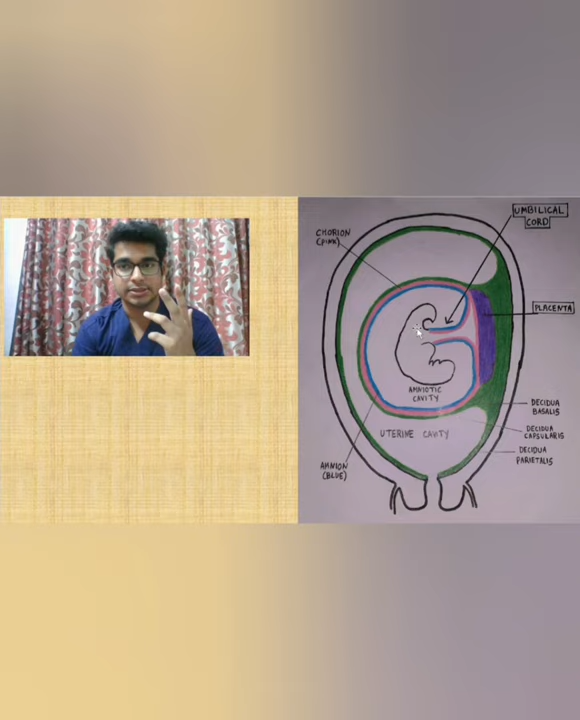 UMBILICAL
CORD
CHORION
(PINK)
PLACENTA
AMNIOTIC
CAVITY
DECIDUA
BASALIS
UTERINE CAVITY
DECIDUA
CAPSULARIS
DECIDUA
PARIETALIS
AMNION
(BLUE)